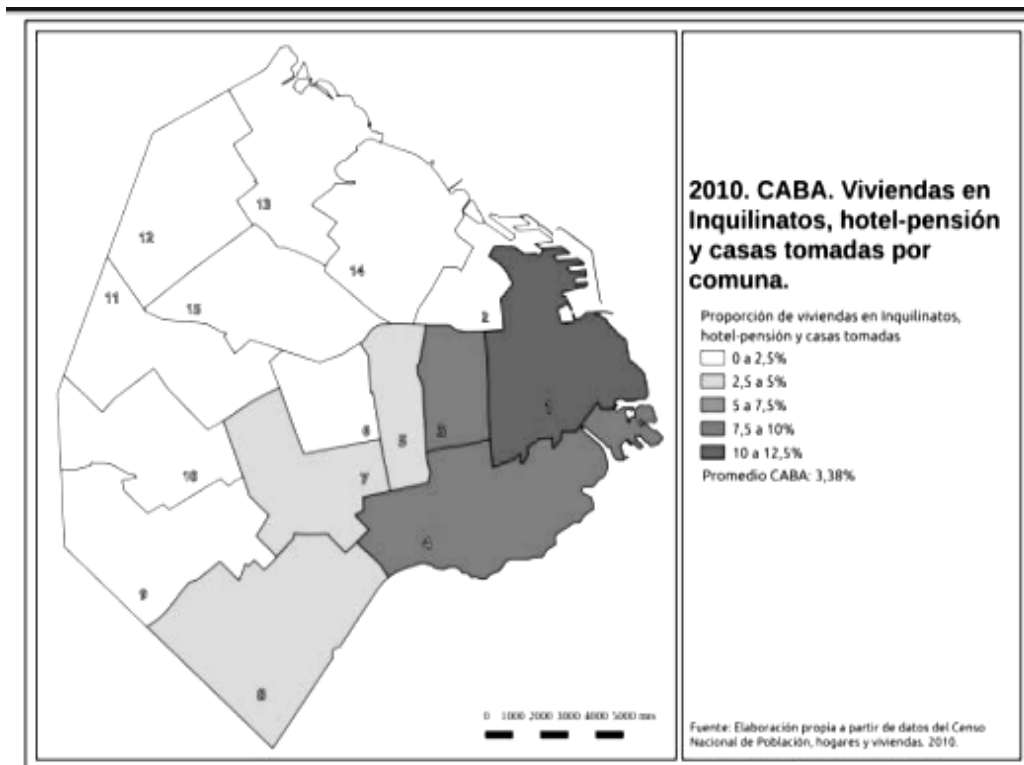 13
12
14
11
15
2
1
6
5
3
10
7
4
9
8
0 1000 2000 3000 4000 5000 mts
2010. CABA. Viviendas en
Inquilinatos, hotel-pensión
y casas tomadas por
comuna.
Proporción de viviendas en Inquilinatos,
hotel-pensión y casas tomadas
0 a 2,5%
2,5 a 5%
5 a 7,5%
7,5 a 10%
10 a 12,5%
Promedio CABA: 3,38%
Fuente: Elaboración propia a partir de datos del Censo
Nacional de Población, hogares y viviendas. 2010.